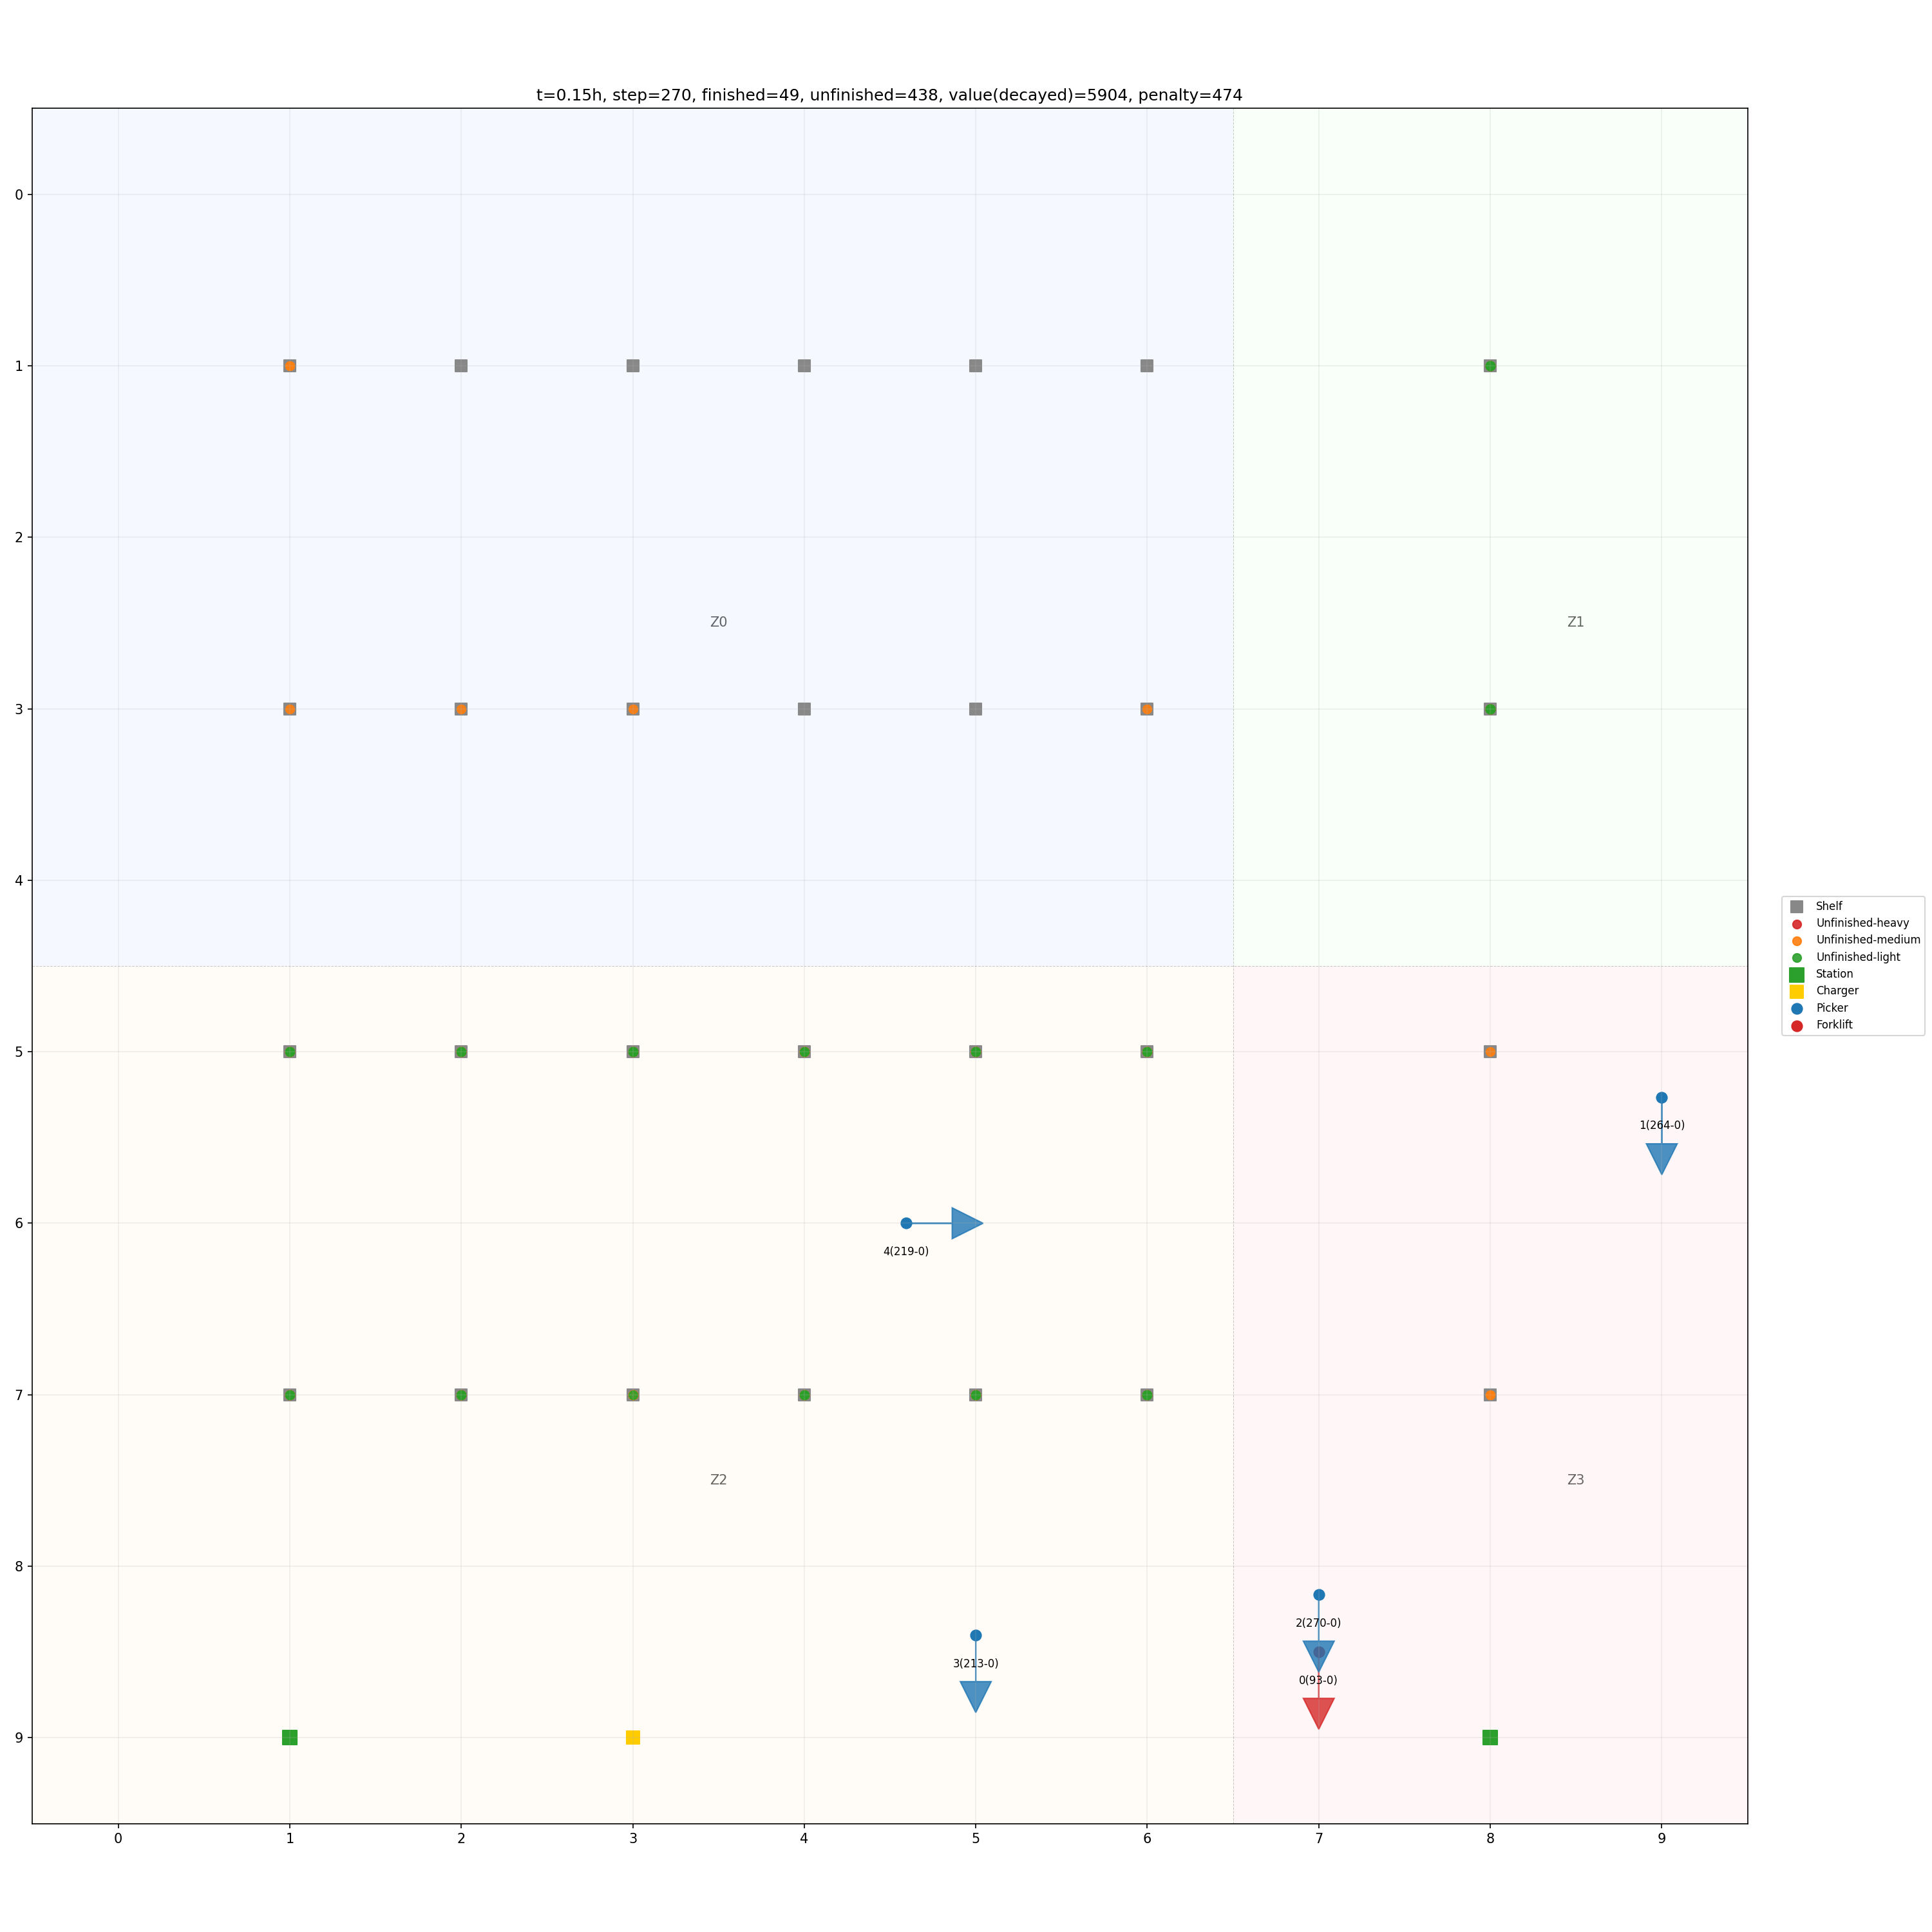 t=0.15h, step=270, finished=49, unfinished=438, value(decayed)=5904, penalty=474
0
1
2
Z0
Z1
3
4
Shelf
Unfinished-heavy
Unfinished-medium
Unfinished-light
Station
Charger
Picker
Forklift
5
1(264-0)
6
4(219-0)
7
Z2
Z3
8
2(270-0)
3(213-0)
0(93-0)
9
0 1 2 3 4 5 6 7 8 9